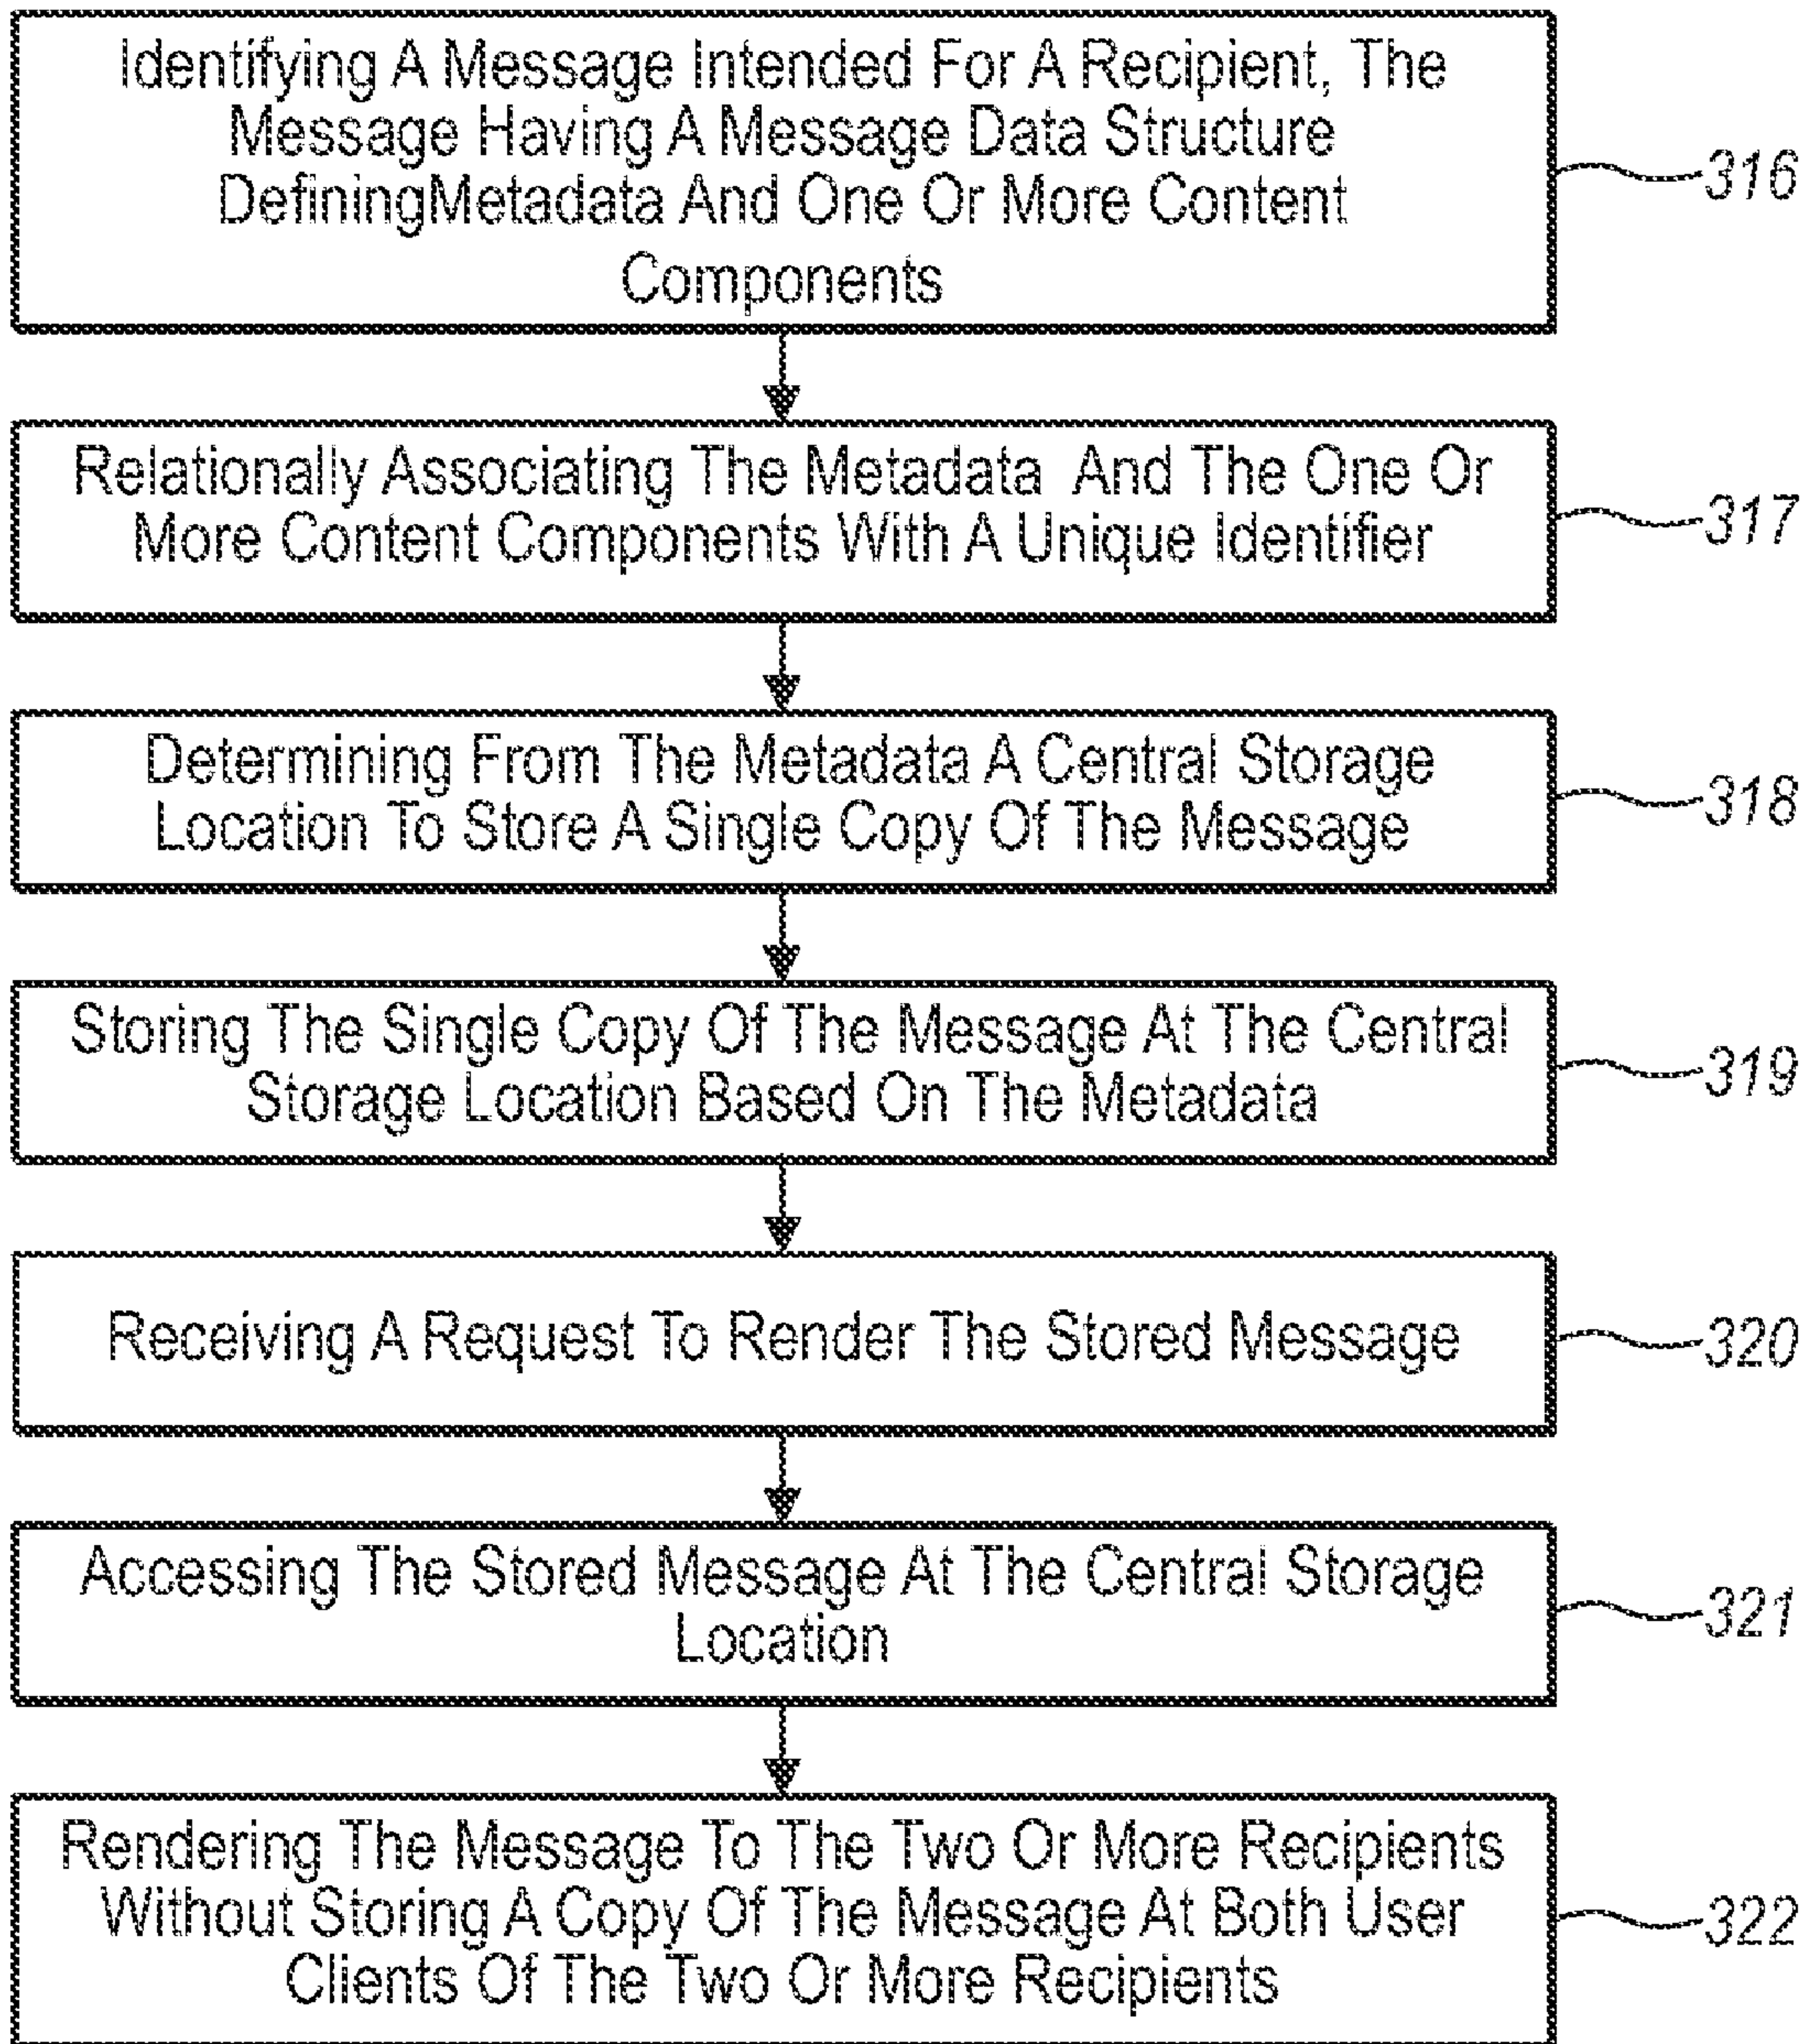 Identifying A Message Intended For A Recipient, The
Message Having A Message Data Structure
DefiningMetadata And One Or More Content
Components
316
Relationally Associating The Metadata And The One Or
More Content Components With A Unique Identifier
317
Determining From The Metadata A Central Storage
Location To Store A Single Copy Of The Message
318
Storing The Single Copy Of The Message At The Central
Storage Location Based On The Metadata
319
Receiving A Request To Render The Stored Message
320
Accessing The Stored Message At The Central Storage
Location
321
Rendering The Message To The Two Or More Recipients
Without Storing A Copy Of The Message At Both User
Clients Of The Two Or More Recipients
322